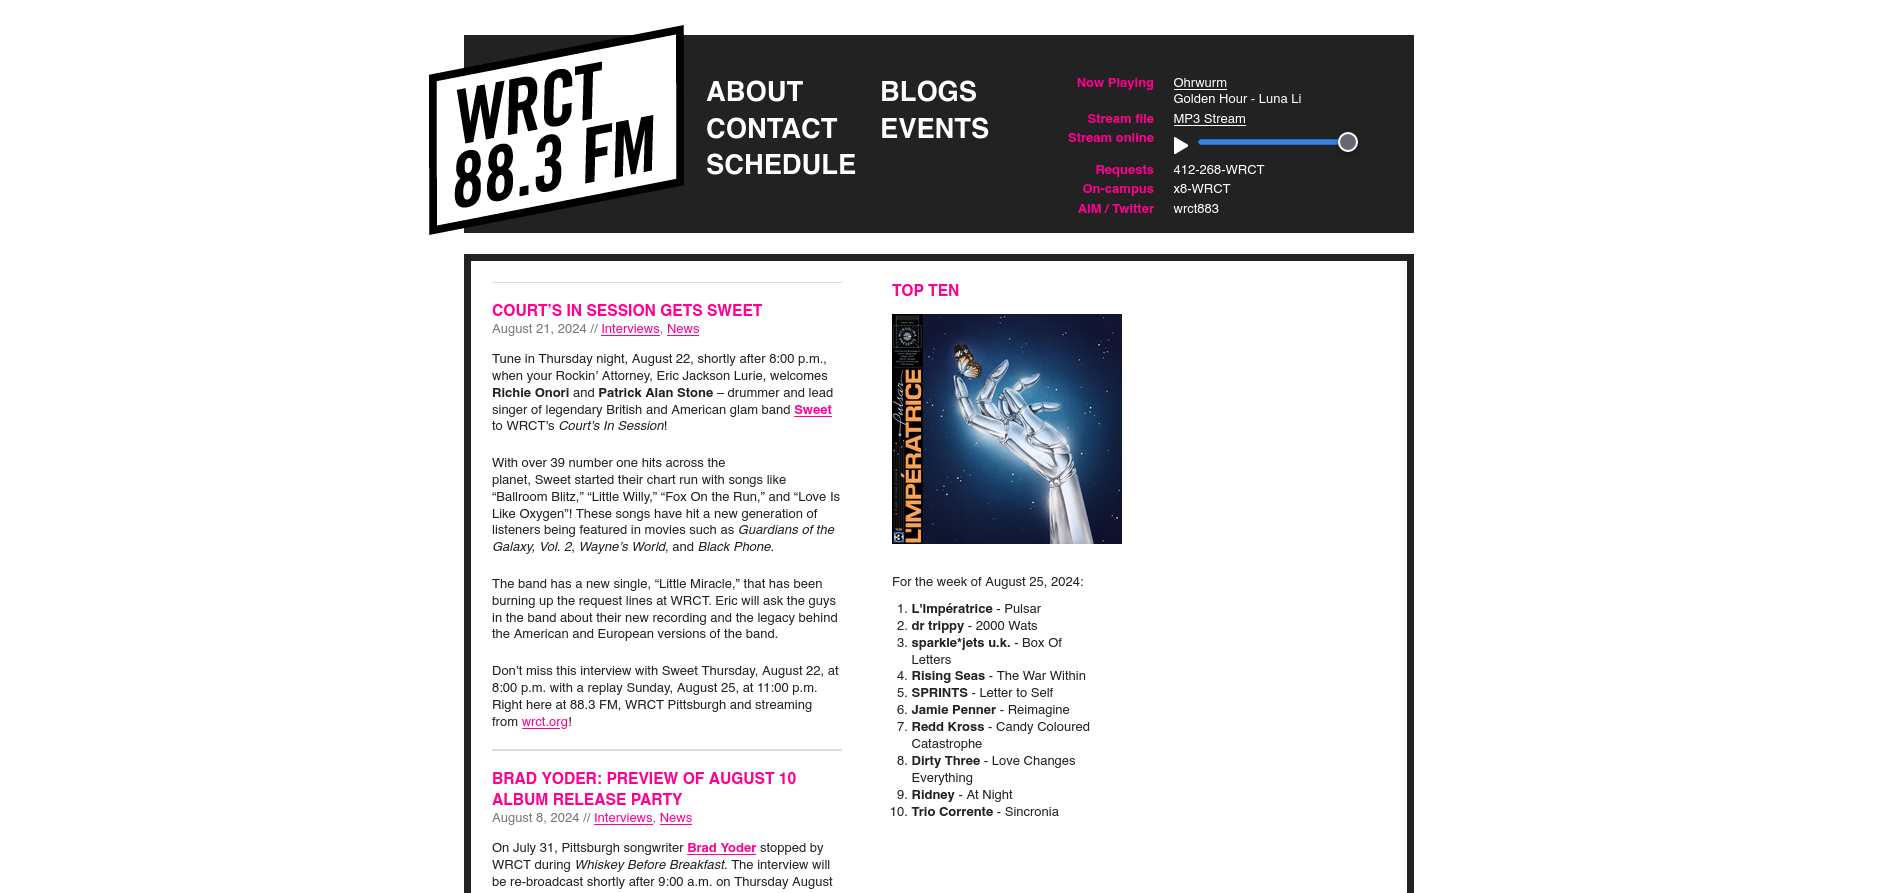 WRCT
88.3 FM
ABOUT
CONTACT
SCHEDULE
BLOGS
EVENTS
Now Playing Ohrwurm
Golden Hour - Luna Li
Stream file MP3 Stream
Stream online
Requests 412-268-WRCT
On-campus x8-WRCT
AIM / Twitter wrct883
COURT’S IN SESSION GETS SWEET
August 21, 2024 // Interviews, News
Tune in Thursday night, August 22, shortly after 8:00 p.m.,
when your Rockin’ Attorney, Eric Jackson Lurie, welcomes
Richie Onori and Patrick Alan Stone – drummer and lead
singer of legendary British and American glam band Sweet
to WRCT’s Court’s In Session!
With over 39 number one hits across the
planet, Sweet started their chart run with songs like
“Ballroom Blitz,” “Little Willy,” “Fox On the Run,” and “Love Is
Like Oxygen”! These songs have hit a new generation of
listeners being featured in movies such as Guardians of the
Galaxy, Vol. 2, Wayne’s World, and Black Phone.
The band has a new single, “Little Miracle,” that has been
burning up the request lines at WRCT. Eric will ask the guys
in the band about their new recording and the legacy behind
the American and European versions of the band.
Don’t miss this interview with Sweet Thursday, August 22, at
8:00 p.m. with a replay Sunday, August 25, at 11:00 p.m.
Right here at 88.3 FM, WRCT Pittsburgh and streaming
from wrct.org!
BRAD YODER: PREVIEW OF AUGUST 10
ALBUM RELEASE PARTY
August 8, 2024 // Interviews, News
On July 31, Pittsburgh songwriter Brad Yoder stopped by
WRCT during Whiskey Before Breakfast. The interview will
be re-broadcast shortly after 9:00 a.m. on Thursday August
TOP TEN
Pulsar
L'IMPÉRATRICE
3
For the week of August 25, 2024:
1. L'Impératrice - Pulsar
2. dr trippy - 2000 Wats
3. sparkle*jets u.k. - Box Of
Letters
4. Rising Seas - The War Within
5. SPRINTS - Letter to Self
6. Jamie Penner - Reimagine
7. Redd Kross - Candy Coloured
Catastrophe
8. Dirty Three - Love Changes
Everything
9. Ridney - At Night
10. Trio Corrente - Sincronia